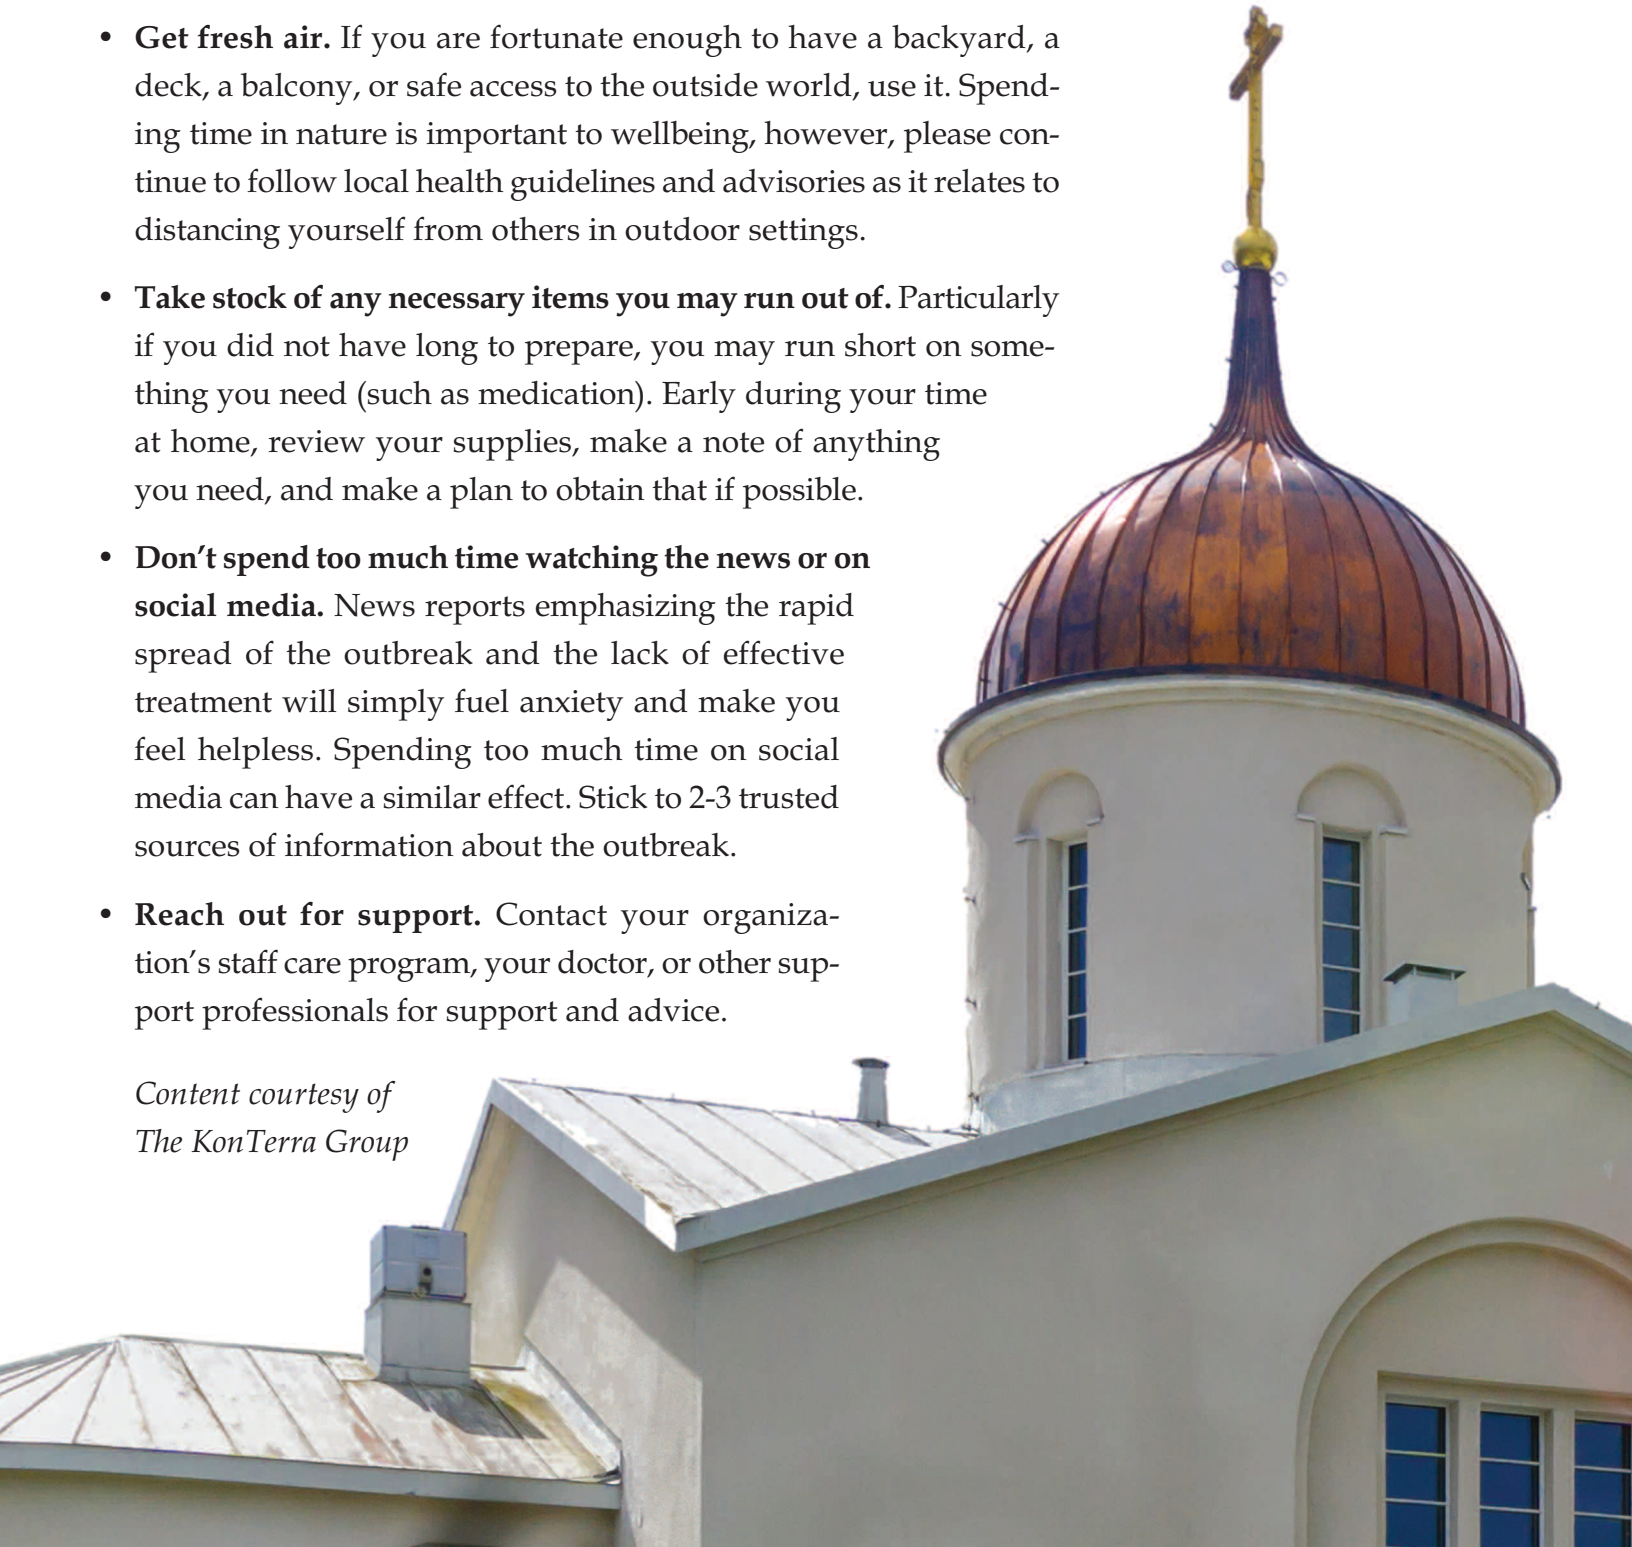 • Get fresh air. If you are fortunate enough to have a backyard, a
deck, a balcony, or safe access to the outside world, use it. Spend-
ing time in nature is important to wellbeing, however, please con-
tinue to follow local health guidelines and advisories as it relates to
distancing yourself from others in outdoor settings.
• Take stock of any necessary items you may run out of. Particularly
if you did not have long to prepare, you may run short on some-
thing you need (such as medication). Early during your time
at home, review your supplies, make a note of anything
you need, and make a plan to obtain that if possible.
• Don’t spend too much time watching the news or on
social media. News reports emphasizing the rapid
spread of the outbreak and the lack of effective
treatment will simply fuel anxiety and make you
feel helpless. Spending too much time on social
media can have a similar effect. Stick to 2-3 trusted
sources of information about the outbreak.
• Reach out for support. Contact your organiza-
tion’s staff care program, your doctor, or other sup-
port professionals for support and advice.
Content courtesy of
The KonTerra Group